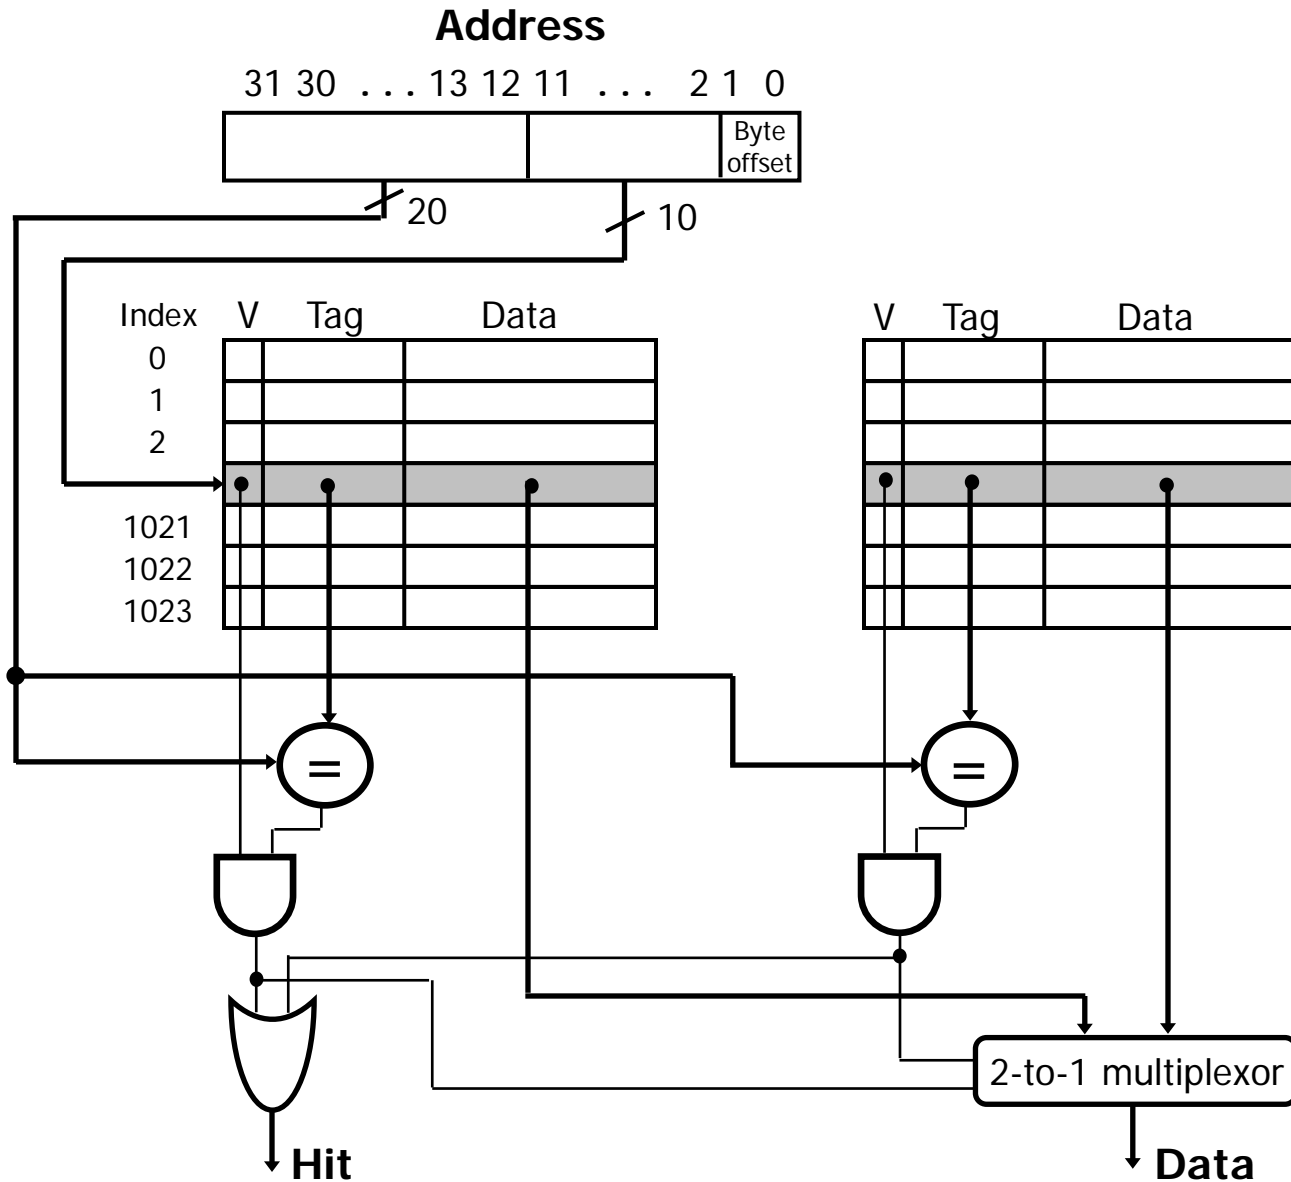 Address
31 30 ... 13 12 11 ... 2 1 0
Byte
offset
20
10
Index V Tag Data
V Tag Data
0
1
2
1021
1022
1023
=
=
2-to-1 multiplexor
Hit
Data